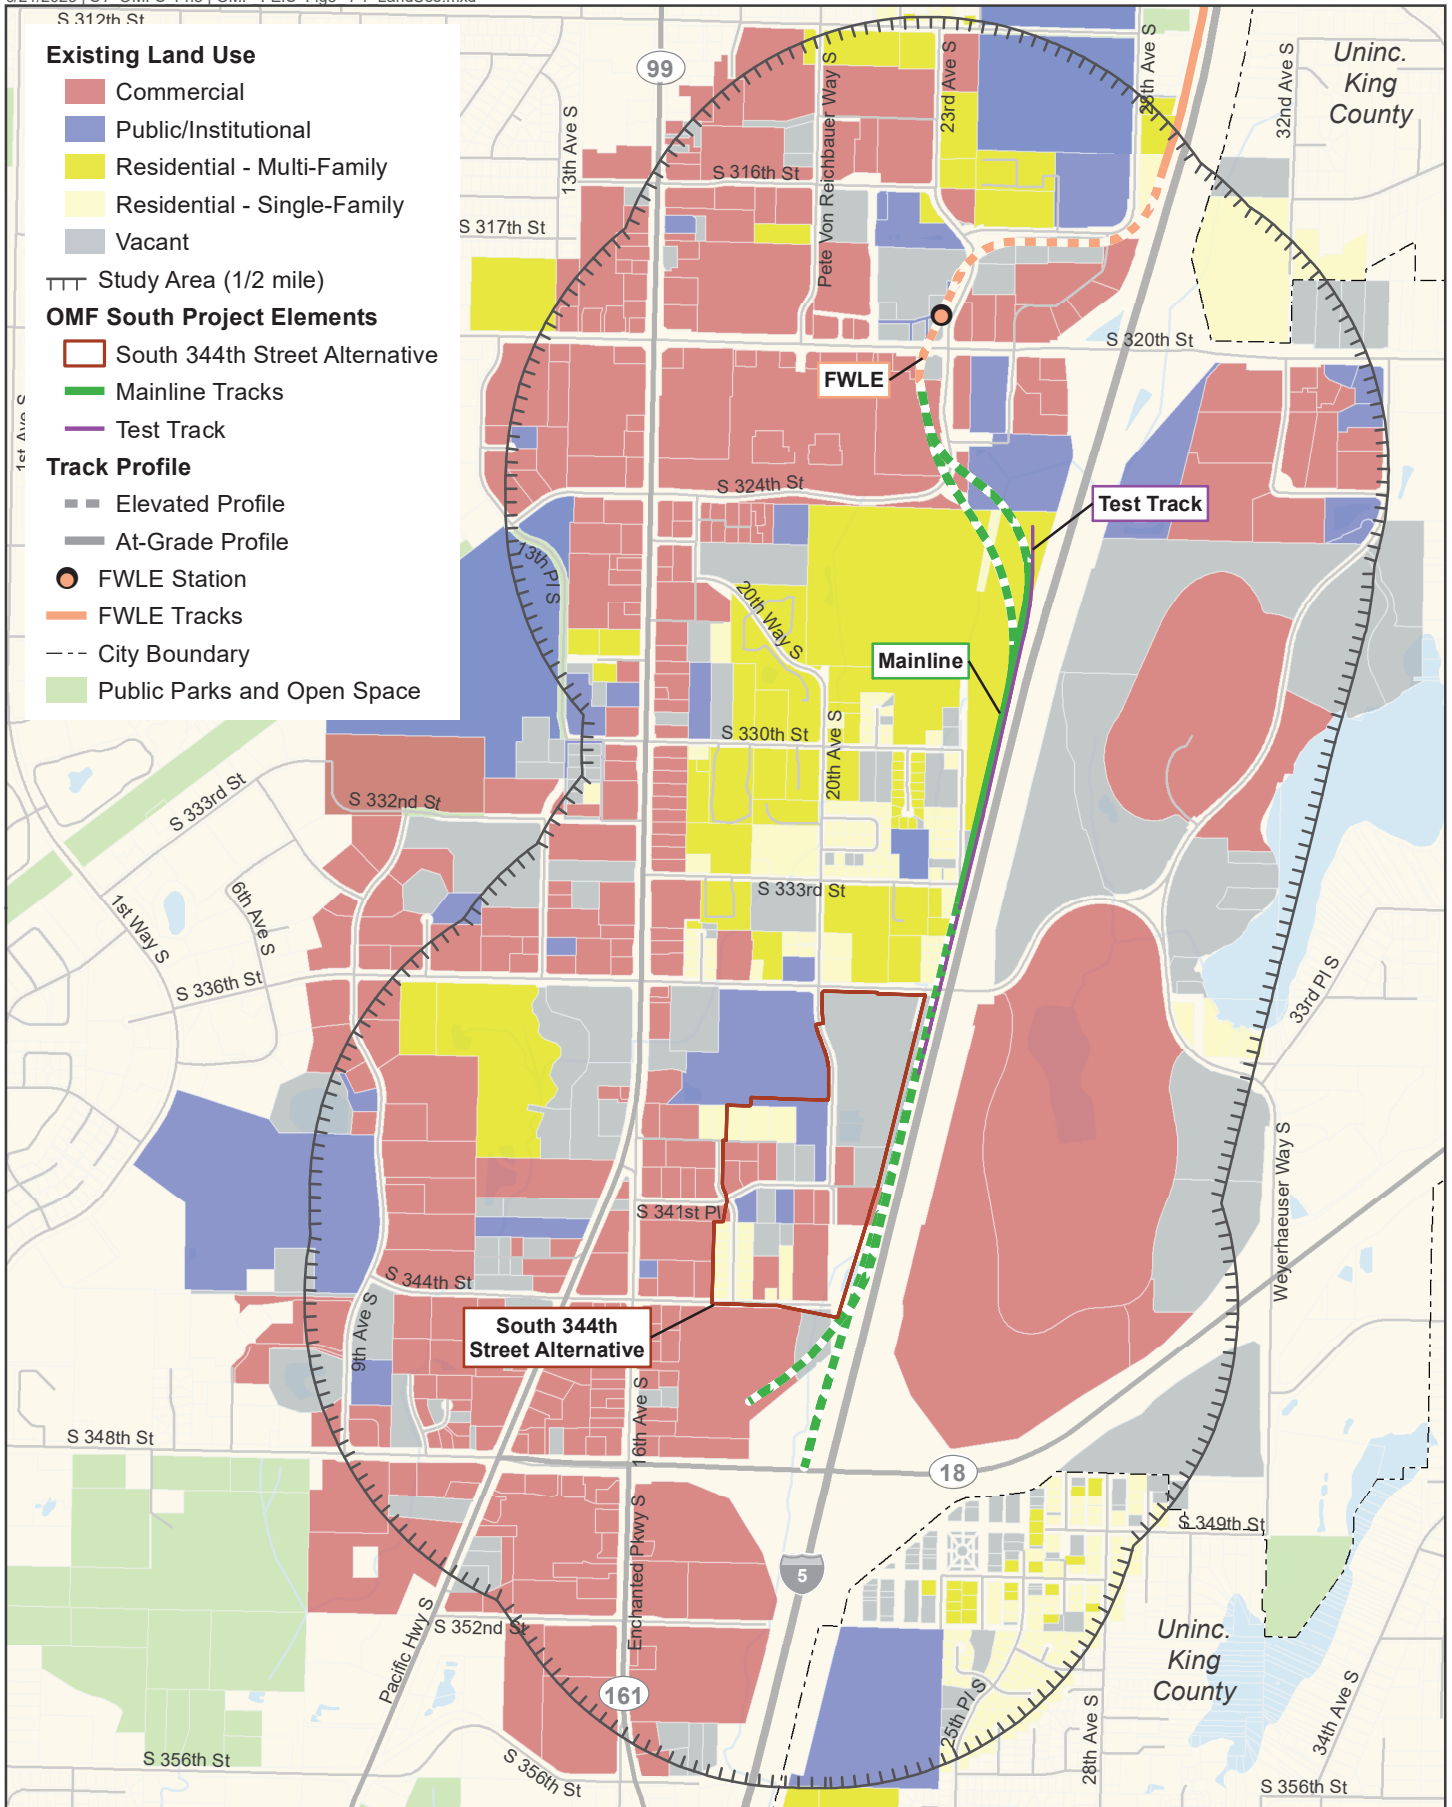 S 312th St
Existing Land Use
Commercial
Public/Institutional
Residential - Multi-Family
Residential - Single-Family
Vacant
Study Area (1/2 mile)
OMF South Project Elements
South 344th Street Alternative
Mainline Tracks
Test Track
Track Profile
Elevated Profile
At-Grade Profile
FWLE Station
FWLE Tracks
City Boundary
Public Parks and Open Space
99
Uninc.
King
County
13th Ave S
Pete Von Reichbauer Way S
23rd Ave S
28th Ave S
32nd Ave S
S 316th St
S 317th St
S 320th St
FWLE
1st Ave S
S 324th St
Test Track
13th Pl S
20th Way S
Mainline
20th Ave S
S 330th St
S 332nd St
S 333rd St
S 333rd St
6th Ave S
1st Way S
S 336th St
33rd Pl S
S 341st Pl
Weyerhaeuser Way S
S 344th St
9th Ave S
South 344th
Street Alternative
16th Ave S
S 348th St
18
S 349th St
5
Enchanted Pkwy S
Pacific Hwy S
S 352nd St
Uninc.
King
County
161
25th Pl S
28th Ave S
34th Ave S
S 356th St
S 356th St
S 356th St